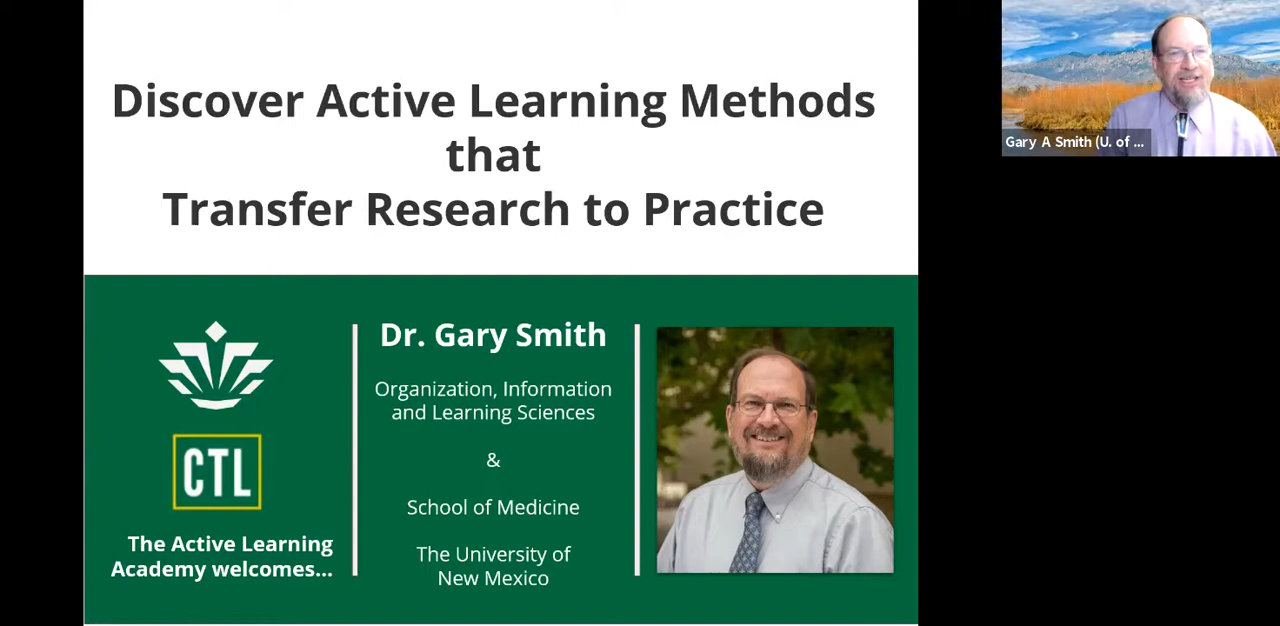 Discover Active Learning Methods
that
Transfer Research to Practice
CTL
The Active Learning
Academy welcomes...
Dr. Gary Smith
Organization, Information
and Learning Sciences
&
School of Medicine
The University of
New Mexico
Gary A Smith (U. of ...